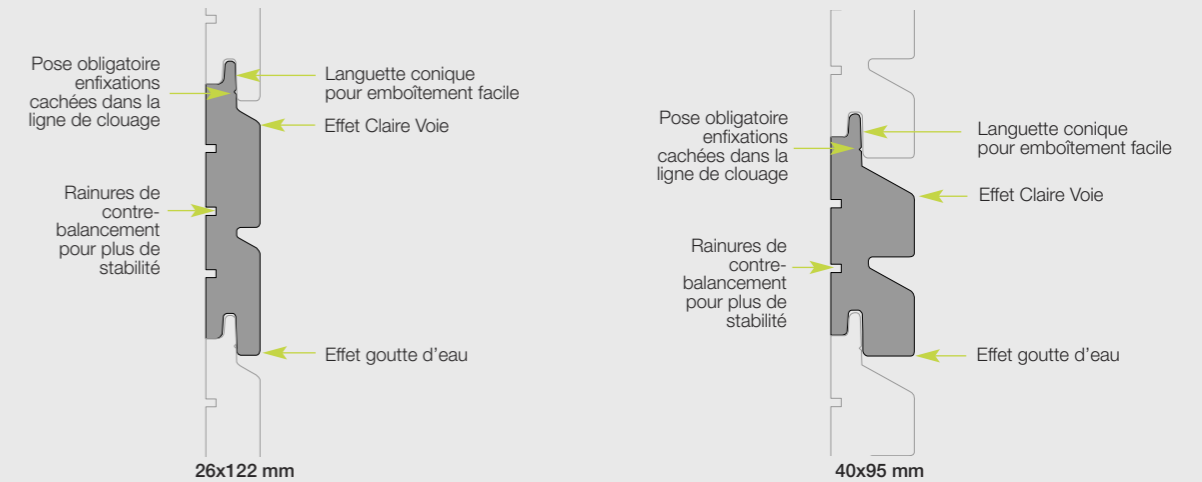 Pose obligatoire
enfixations
cachées dans la
ligne de clouage
Languette conique
pour emboîtement facile
Effet Claire Voie
Rainures de
contre-
balancement
pour plus de
stabilité
Effet goutte d'eau
26x122 mm
Pose obligatoire
enfixations
cachées dans la
ligne de clouage
Languette conique
pour emboîtement facile
Effet Claire Voie
Rainures de
contre-
balancement
pour plus de
stabilité
Effet goutte d'eau
40x95 mm